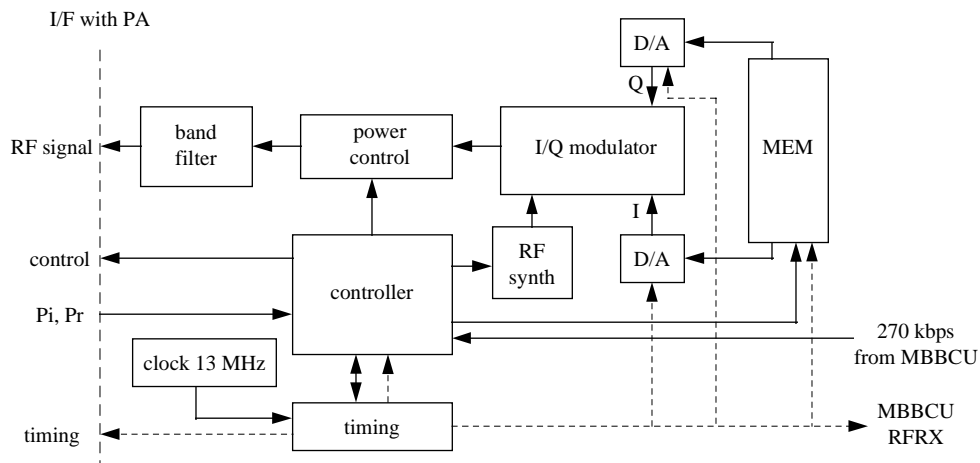 I/F with PA
D/A
Q
RF signal
band
filter
power
control
I/Q modulator
MEM
I
control
controller
RF
synth
D/A
Pi, Pr
270 kbps
from MBBCU
clock 13 MHz
timing
timing
MBBCU
RFRX